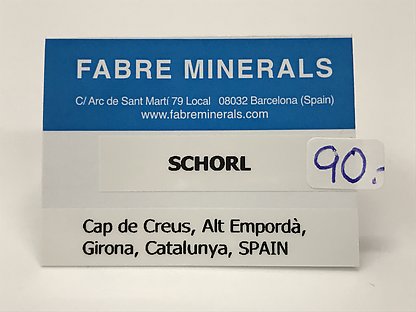 FABRE MINERALS
C/ Arc de Sant Martí 79 Local 08032 Barcelona (Spain)
www.fabreminerals.com
SCHORL
90.-
Cap de Creus, Alt Empordà,
Girona, Catalunya, SPAIN